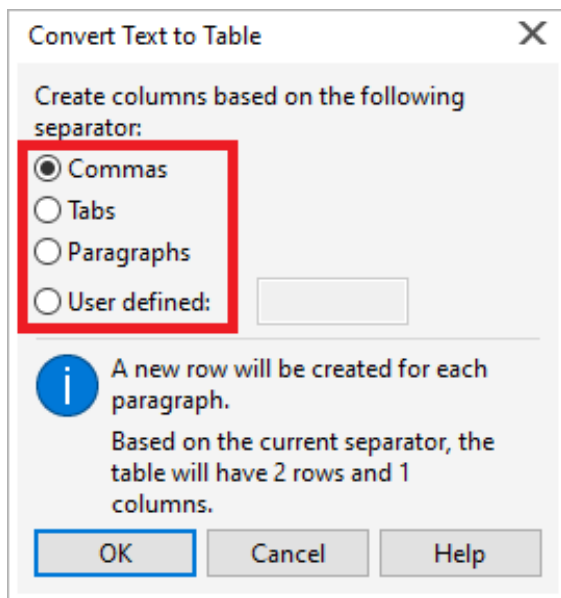 Convert Text to Table
Create columns based on the following
separator:
Commas
Tabs
Paragraphs
User defined:
A new row will be created for each
paragraph.
Based on the current separator, the
table will have 2 rows and 1
columns.
OK Cancel Help